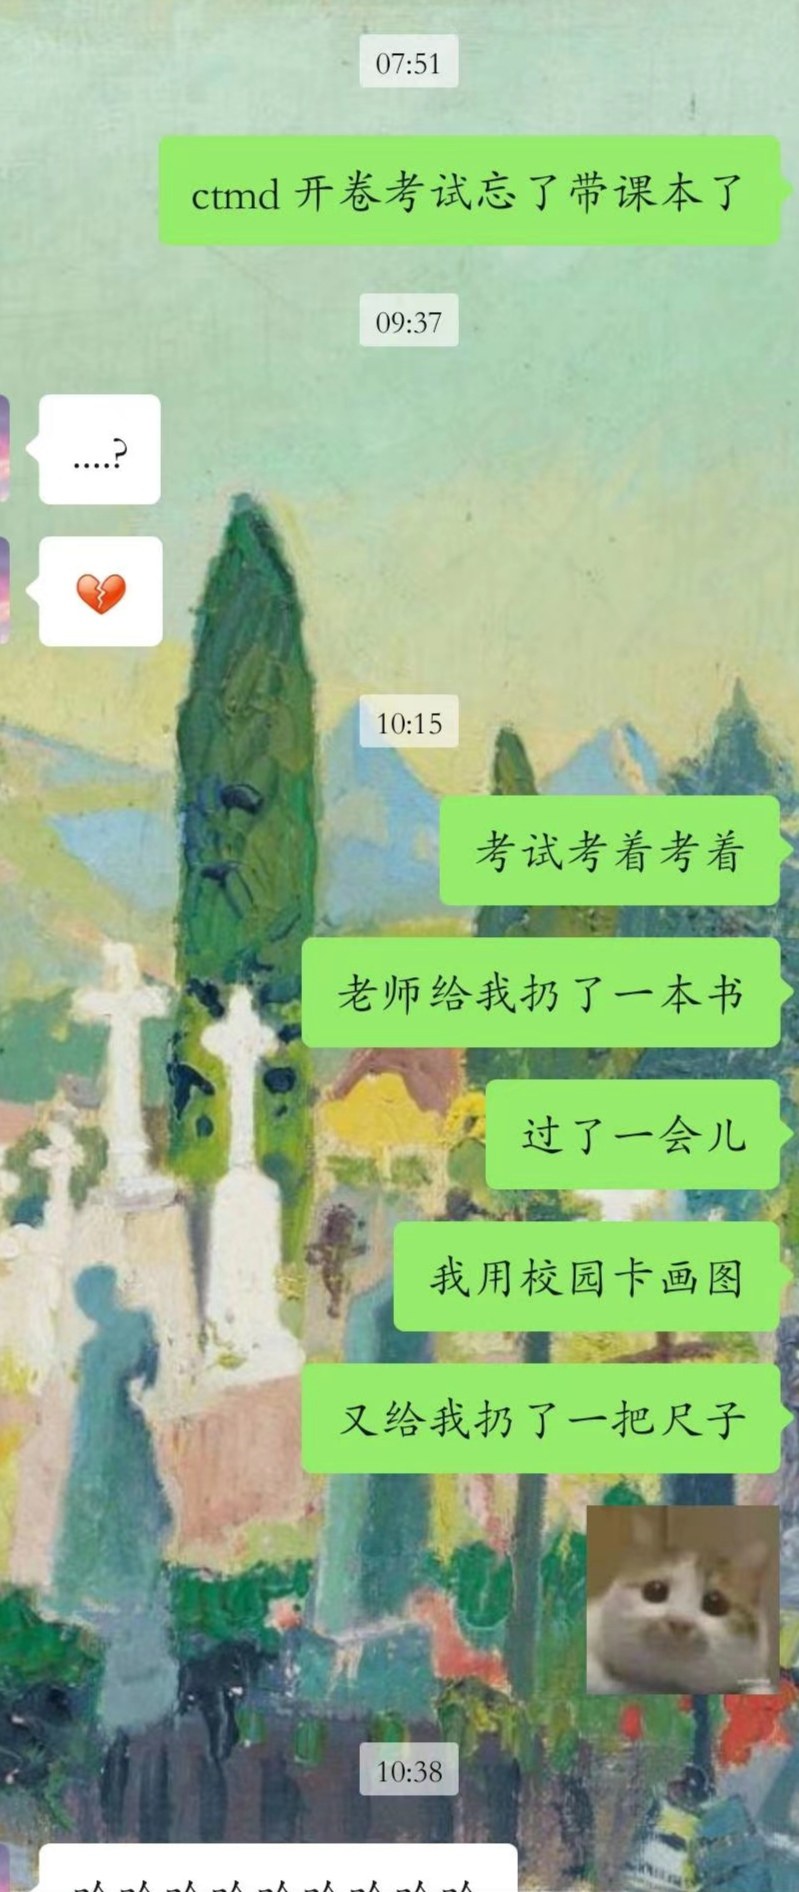 07:51
ctmd 开卷考试忘了带课本了
09:37
....?
💔
10:15
考试考着考着
老师给我扔了一本书
过了一会儿
我用校园卡画图
又给我扔了一把尺子
10:38